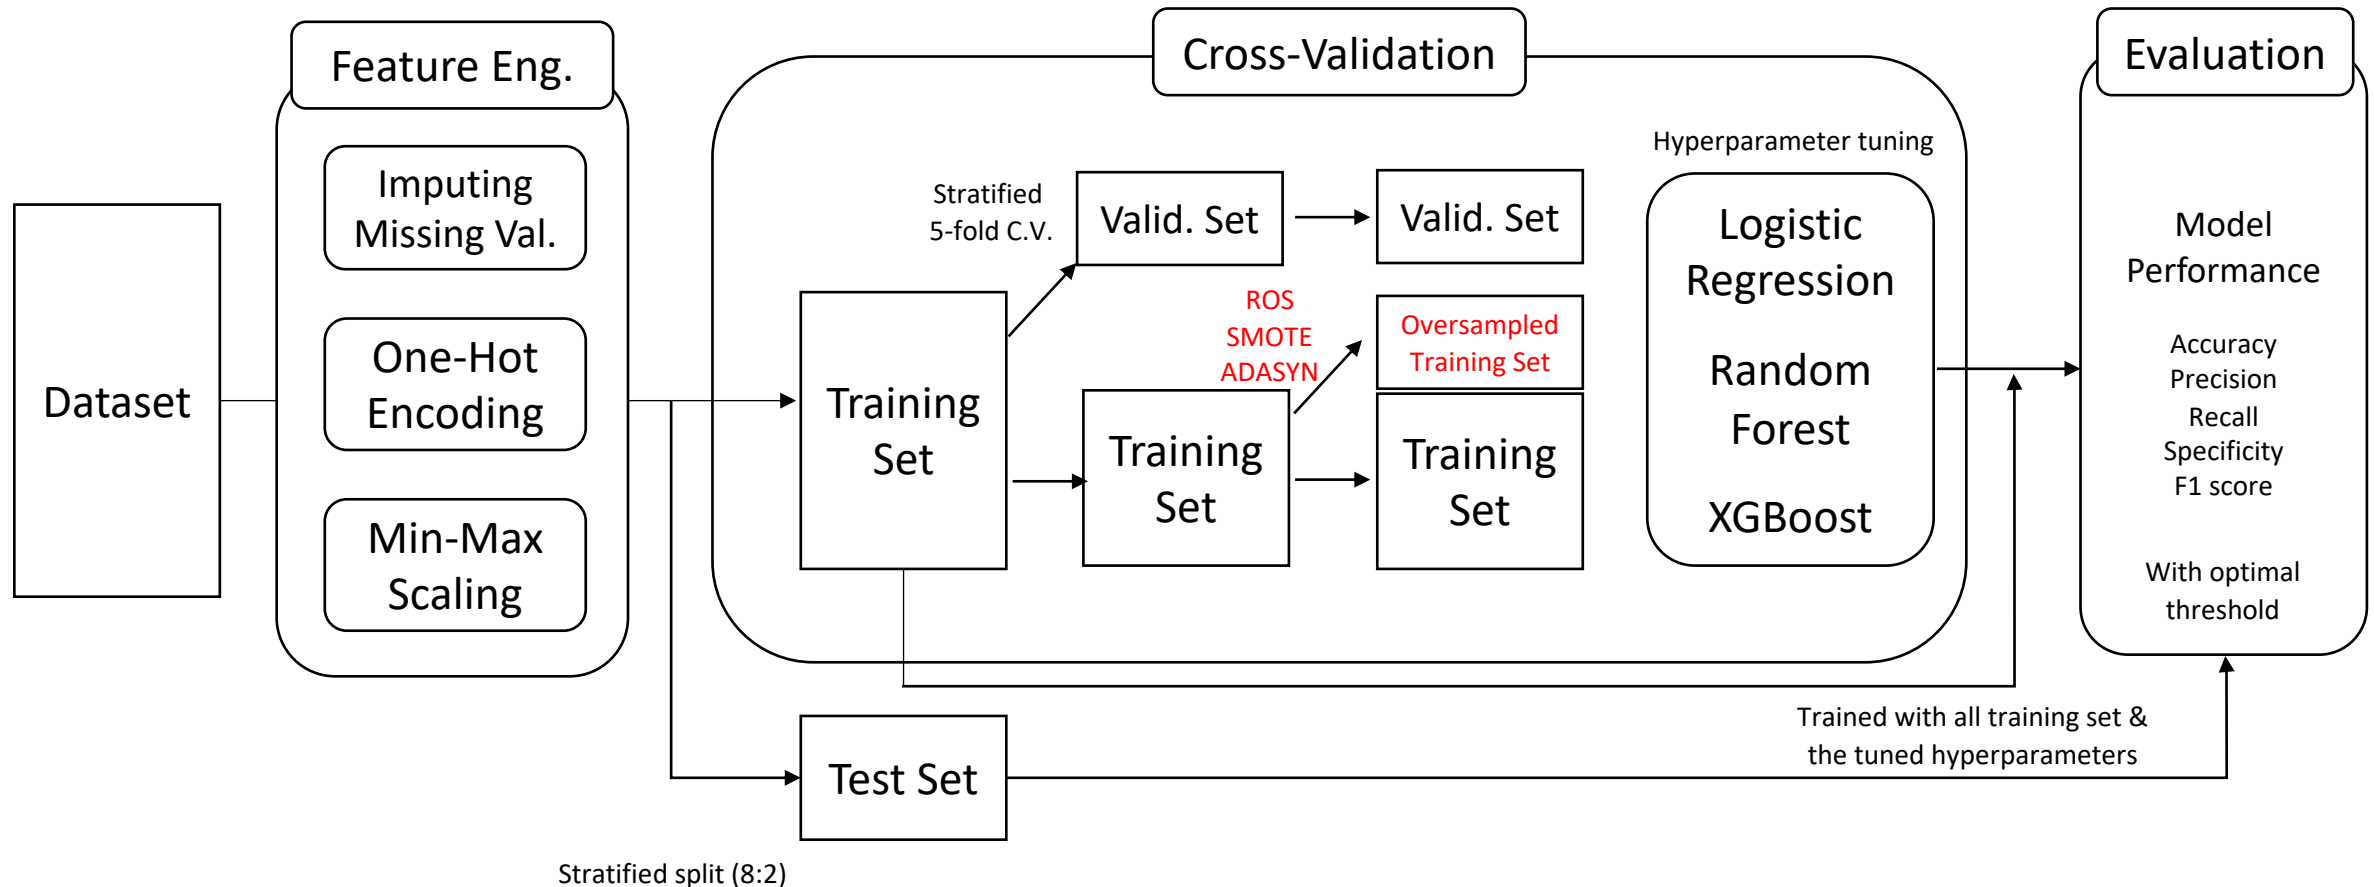 Dataset
Feature Eng.
Imputing
Missing Val.
One-Hot
Encoding
Min-Max
Scaling
Cross-Validation
Training
Set
Stratified
5-fold C.V.
Valid. Set
Training
Set
ROS
SMOTE
ADASYN
Valid. Set
Oversampled
Training Set
Training
Set
Hyperparameter tuning
Logistic
Regression
Random
Forest
XGBoost
Evaluation
Model
Performance
Accuracy
Precision
Recall
Specificity
F1 score
With optimal
threshold
Trained with all training set &
the tuned hyperparameters
Test Set
Stratified split (8:2)